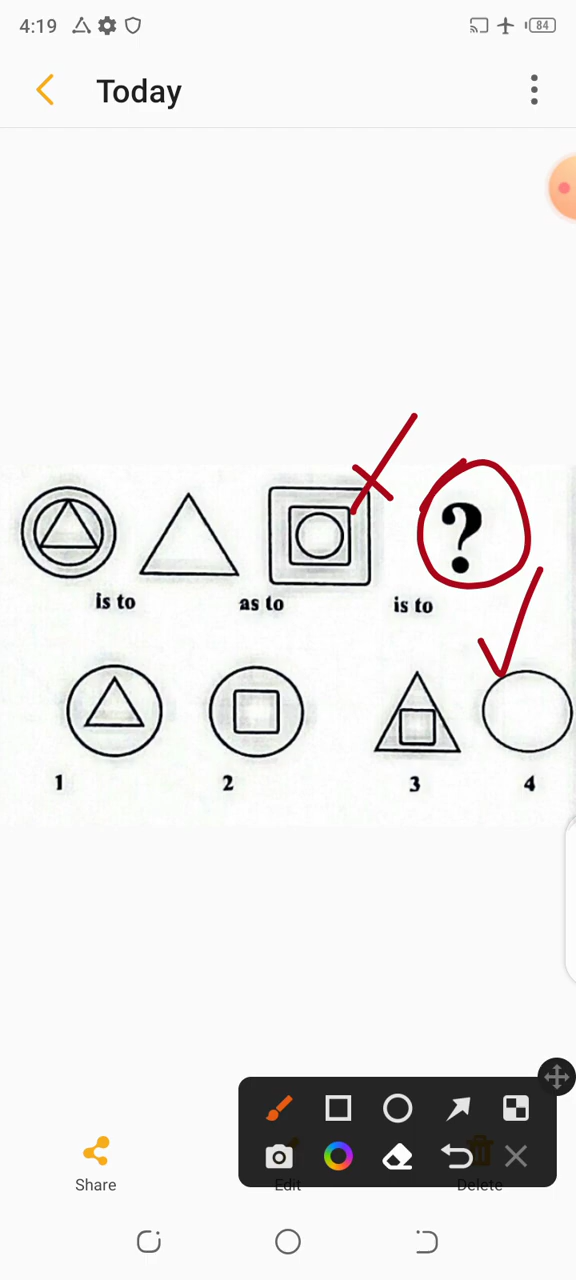 4:19 84
Today
?
is to as to is to
1 2 3 4
Share Edit Delete